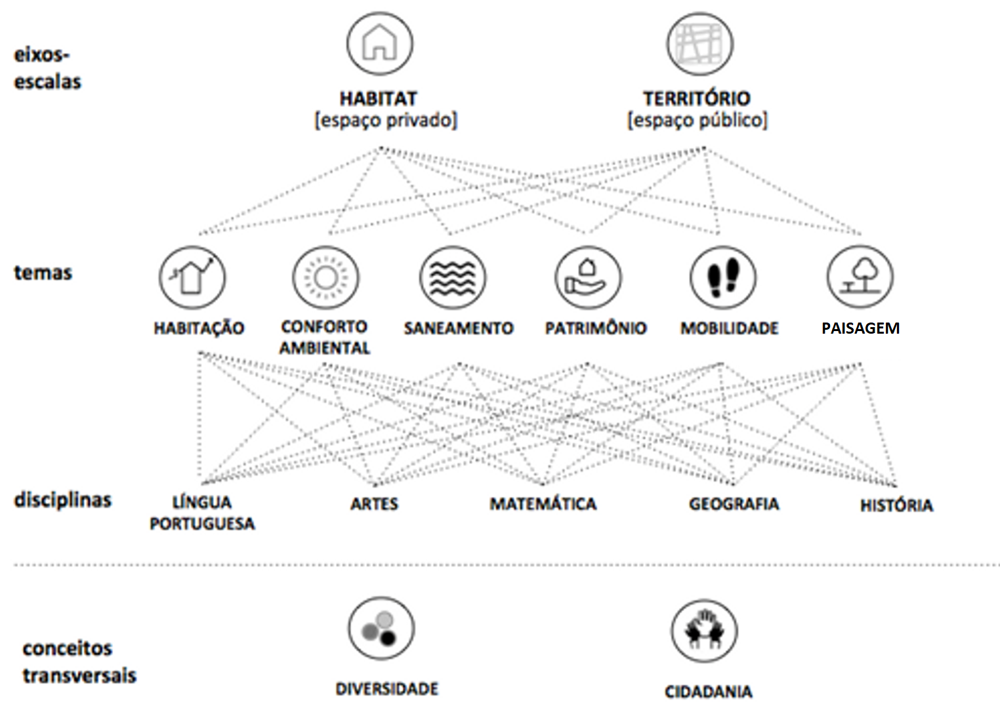 eixos-
escalas
HABITAT
[espaço privado]
TERRITÓRIO
[espaço público]
temas
HABITAÇÃO
CONFORTO
AMBIENTAL
SANEAMENTO
PATRIMÔNIO
MOBILIDADE
PAISAGEM
disciplinas
LÍNGUA
PORTUGUESA
ARTES
MATEMÁTICA
GEOGRAFIA
HISTÓRIA
conceitos
transversais
DIVERSIDADE
CIDADANIA